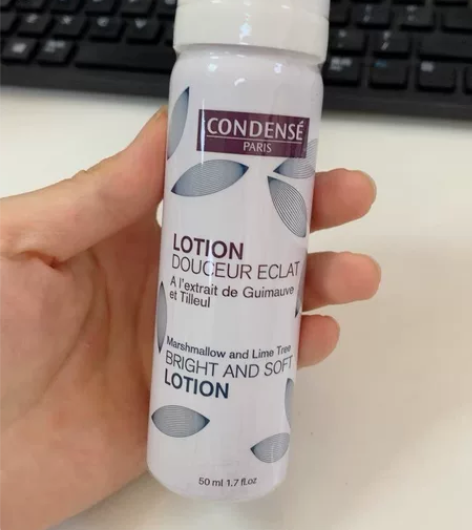 CONDENSÉ
PARIS
LOTION
DOUCEUR ECLAT
A l'extrait de Guimauve
et Tilleul
Marshmallow and Lime Tree
BRIGHT AND SOFT
LOTION
50 ml 1.7 fl.oz